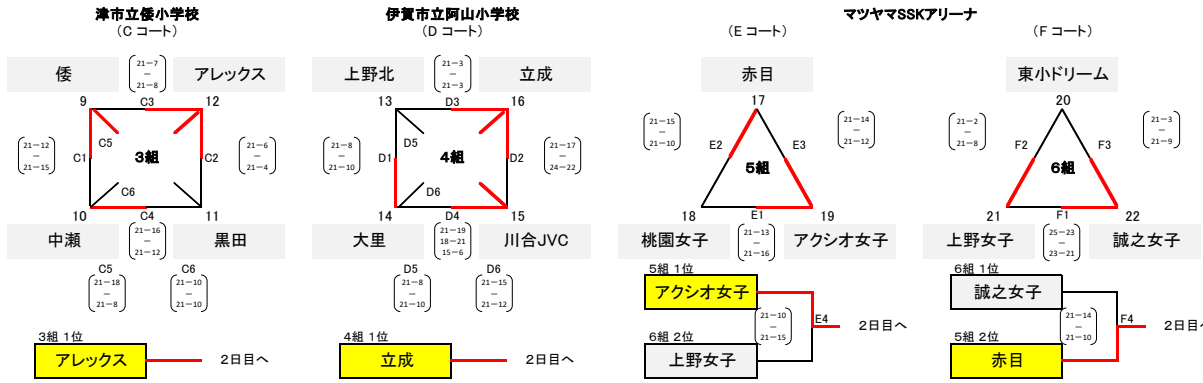 津市立倭小学校
(C コート)
倭
21-7
-
21-8
アレックス
9
C3
12
21-12
-
21-15
C1
C5
3組
C2
21-6
-
21-4
C6
10
C4
11
中瀬
21-16
-
21-12
黒田
C5
21-18
-
21-8
C6
21-10
-
21-10
3組 1位
アレックス
2日目へ
伊賀市立阿山小学校
(D コート)
上野北
21-3
-
21-3
立成
13
D3
16
21-8
-
21-10
D1
D5
4組
D2
21-17
-
24-22
D6
14
D4
15
大里
21-19
18-21
15-6
川合JVC
D5
21-8
-
21-10
D6
21-15
-
21-12
4組 1位
立成
2日目へ
マツヤマSSKアリーナ
(E コート)
赤目
17
21-15
-
21-10
E2
E3
21-14
-
21-12
5組
18
E1
19
桃園女子
21-13
-
21-16
アクシオ女子
5組 1位
アクシオ女子
21-10
-
21-15
E4
2日目へ
6組 2位
上野女子
(F コート)
東小ドリーム
20
21-2
-
21-8
F2
F3
21-3
-
21-9
6組
21
F1
22
上野女子
25-23
-
23-21
誠之女子
6組 1位
誠之女子
21-14
-
21-10
F4
2日目へ
5組 2位
赤目